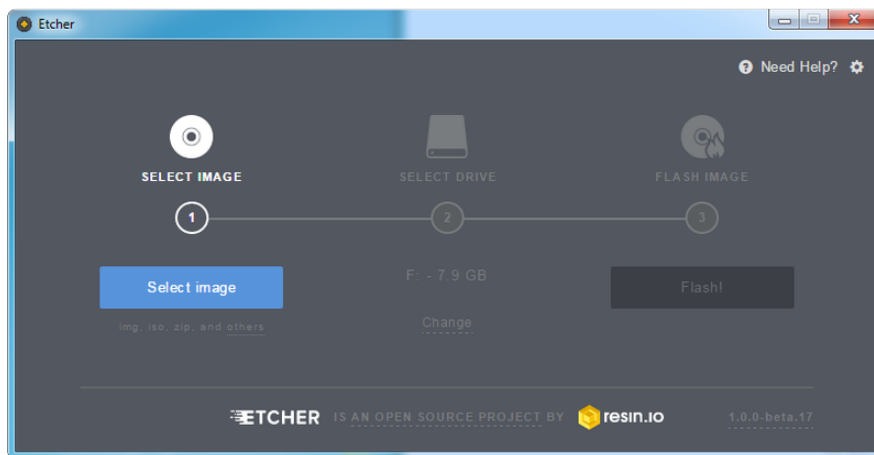 Etcher
Need Help?
SELECT IMAGE
SELECT DRIVE
FLASH IMAGE
1
2
3
Select image
F: - 7.9 GB
Flash!
img, iso, zip, and others
Change
ETCHER IS AN OPEN SOURCE PROJECT BY resin.io 1.0.0-beta.17